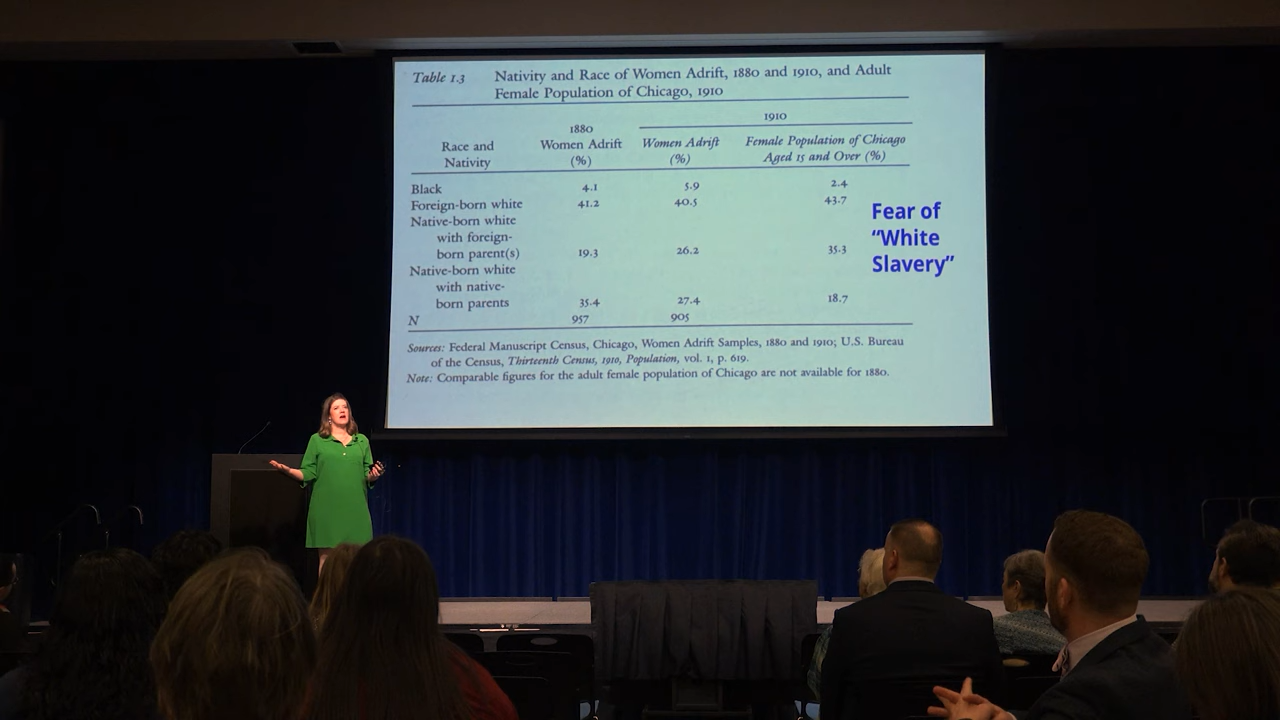 Table 1.3 Nativity and Race of Women Adrift, 1880 and 1910, and Adult
Female Population of Chicago, 1910
1910
1880
Race and Women Adrift Women Adrift Female Population of Chicago
Nativity (%) (%) Aged 15 and Over (%)
Black 4.1 5.9 2.4
Foreign-born white 41.2 40.5 43.7
Native-born white
with foreign-
born parent(s) 19.3 26.2 35.3
Native-born white
with native-
born parents 35.4 27.4 18.7
N 957 905
Fear of
“White
Slavery”
Sources: Federal Manuscript Census, Chicago, Women Adrift Samples, 1880 and 1910; U.S. Bureau
of the Census, Thirteenth Census, 1910, Population, vol. 1, p. 619.
Note: Comparable figures for the adult female population of Chicago are not available for 1880.